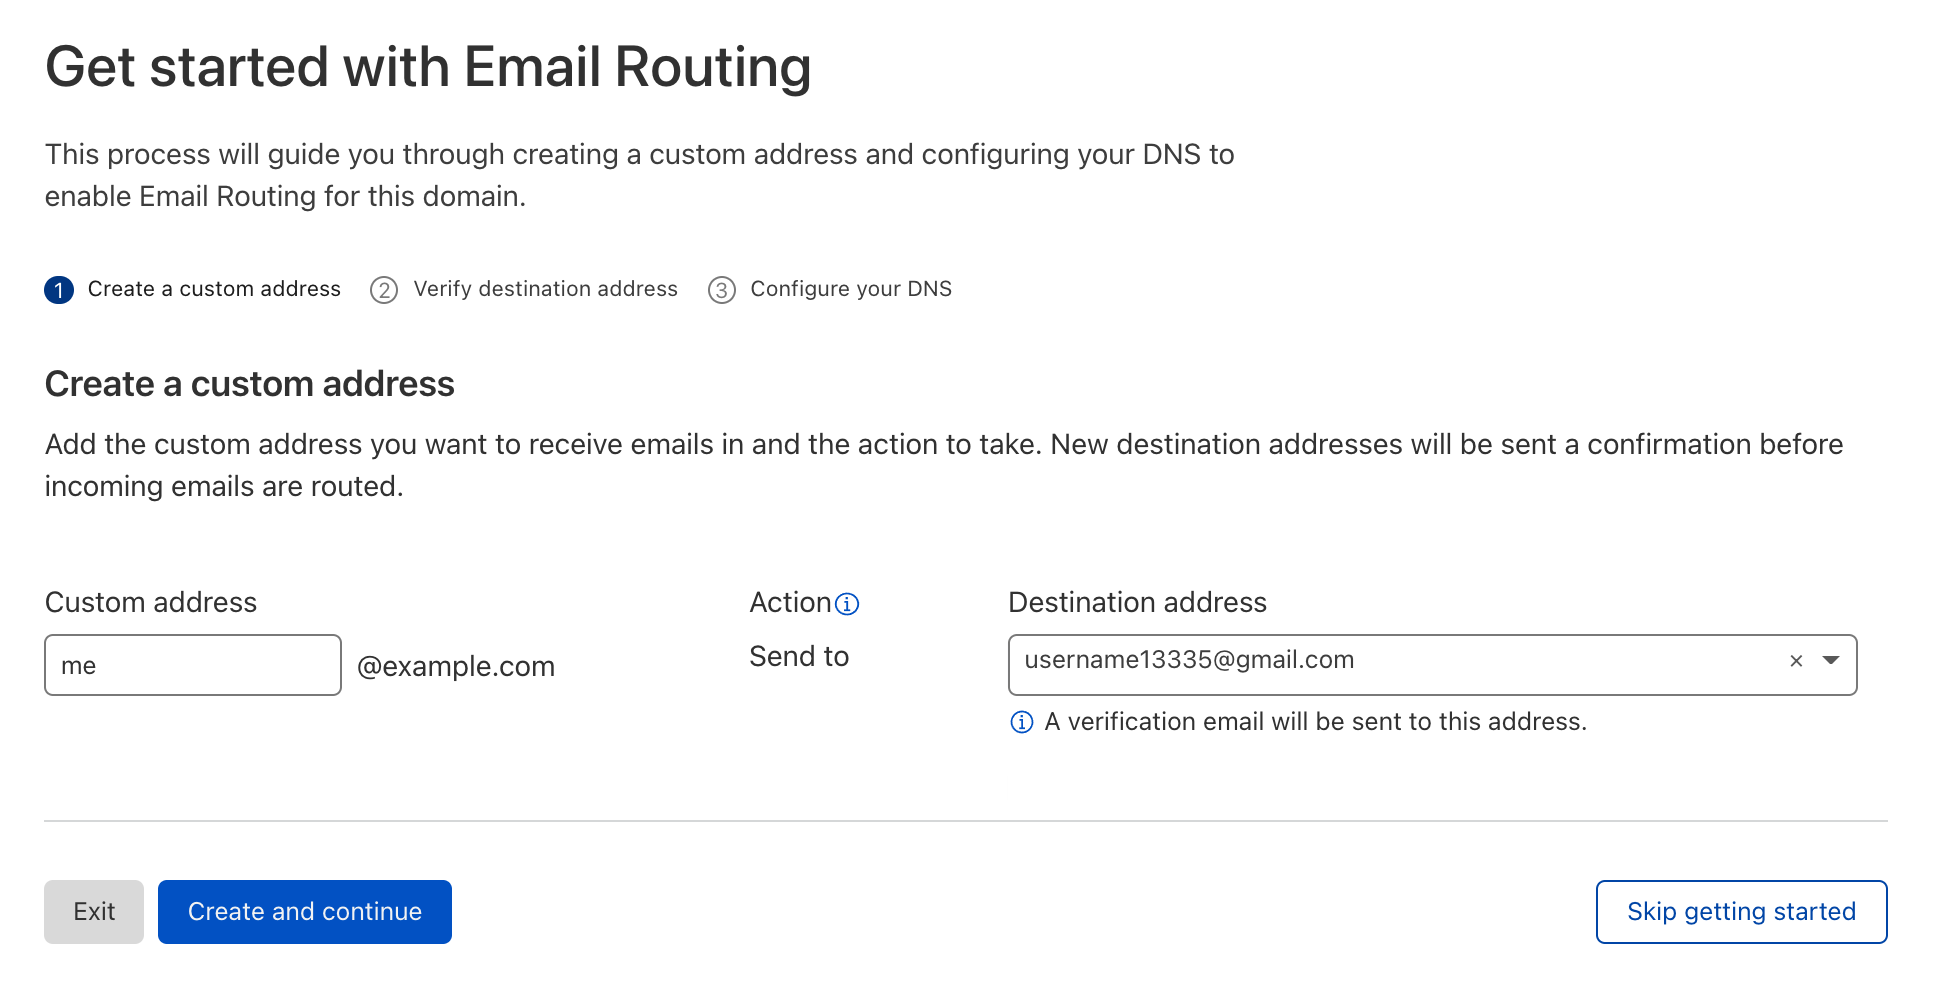 Get started with Email Routing
This process will guide you through creating a custom address and configuring your DNS to
enable Email Routing for this domain.
1 Create a custom address 2 Verify destination address 3 Configure your DNS
Create a custom address
Add the custom address you want to receive emails in and the action to take. New destination addresses will be sent a confirmation before
incoming emails are routed.
Custom address Action Destination address
me @example.com Send to username13335@gmail.com
A verification email will be sent to this address.
Exit Create and continue Skip getting started